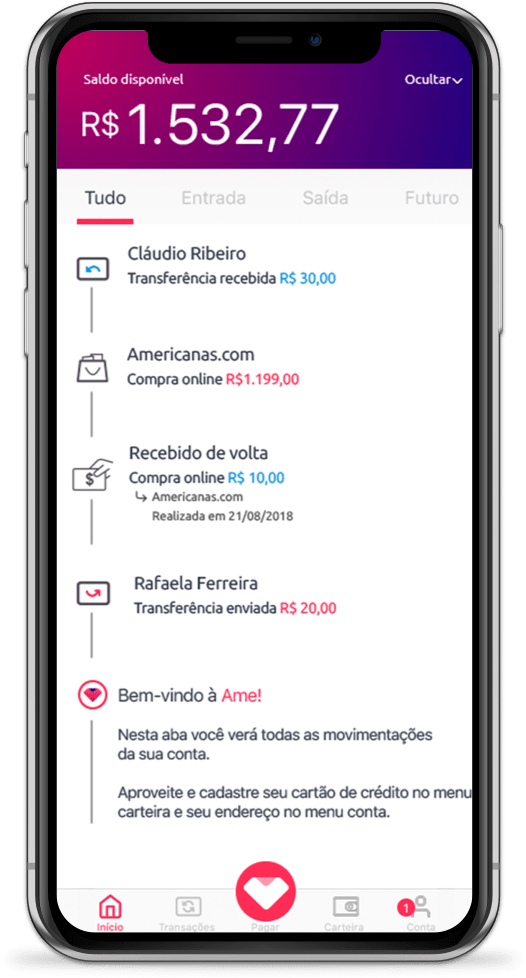 Saldo disponível
Ocultar
R$ 1.532,77
Tudo
Entrada
Saída
Futuro
Cláudio Ribeiro
Transferência recebida R$ 30,00
Americanas.com
Compra online R$1.199,00
Recebido de volta
Compra online R$ 10,00
Americanas.com
Realizada em 21/08/2018
$
Rafaela Ferreira
Transferência enviada R$ 20,00
Bem-vindo à Ame!
Nesta aba você verá todas as movimentações
da sua conta.
Aproveite e cadastre seu cartão de crédito no menu
carteira e seu endereço no menu conta.
1
Início
Transações
Pagar
Carteira
Conta